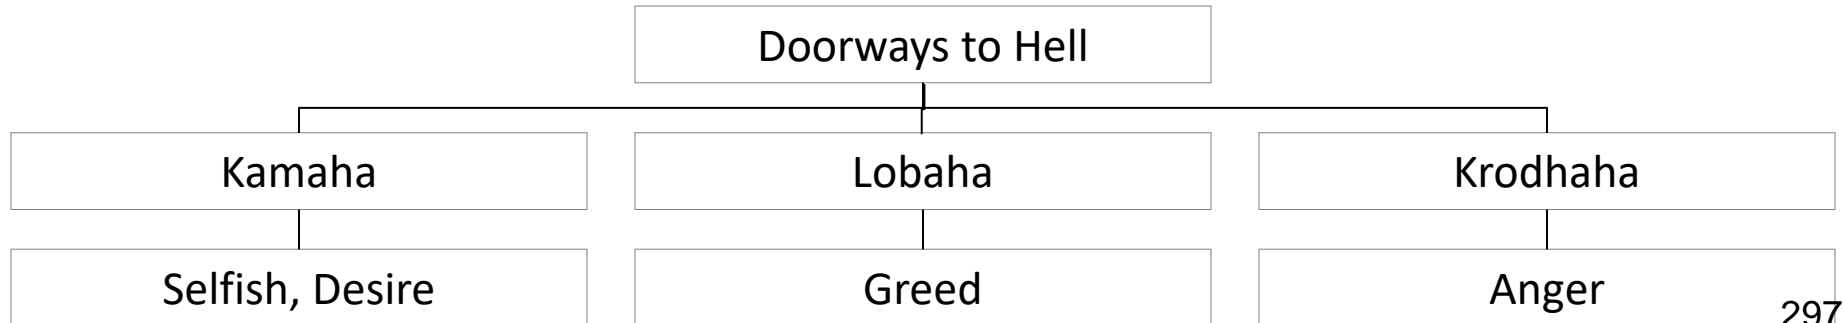 Doorways to Hell
Kamaha
Lobaha
Krodhaha
Selfish, Desire
Greed
Anger
297